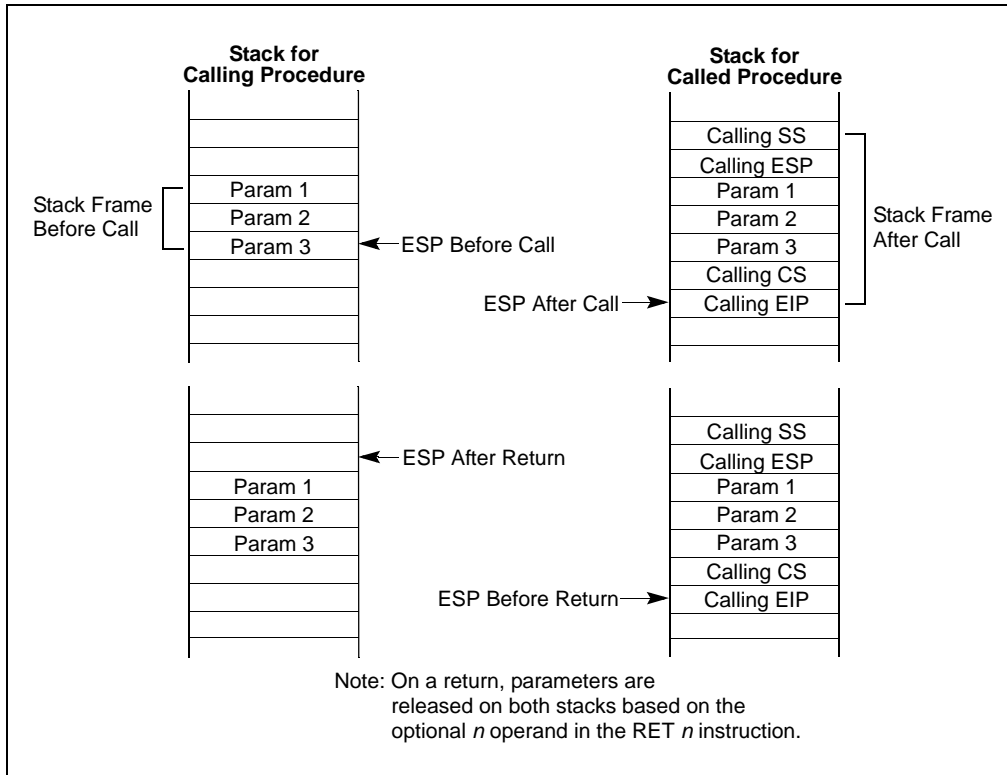 Stack for
Calling Procedure
Stack for
Called Procedure
Stack Frame
Before Call
Param 1
Param 2
Param 3
ESP Before Call
ESP After Call
Calling SS
Calling ESP
Param 1
Param 2
Param 3
Calling CS
Calling EIP
Stack Frame
After Call
ESP After Return
Param 1
Param 2
Param 3
ESP Before Return
Calling SS
Calling ESP
Param 1
Param 2
Param 3
Calling CS
Calling EIP
Note: On a return, parameters are
released on both stacks based on the
optional n operand in the RET n instruction.